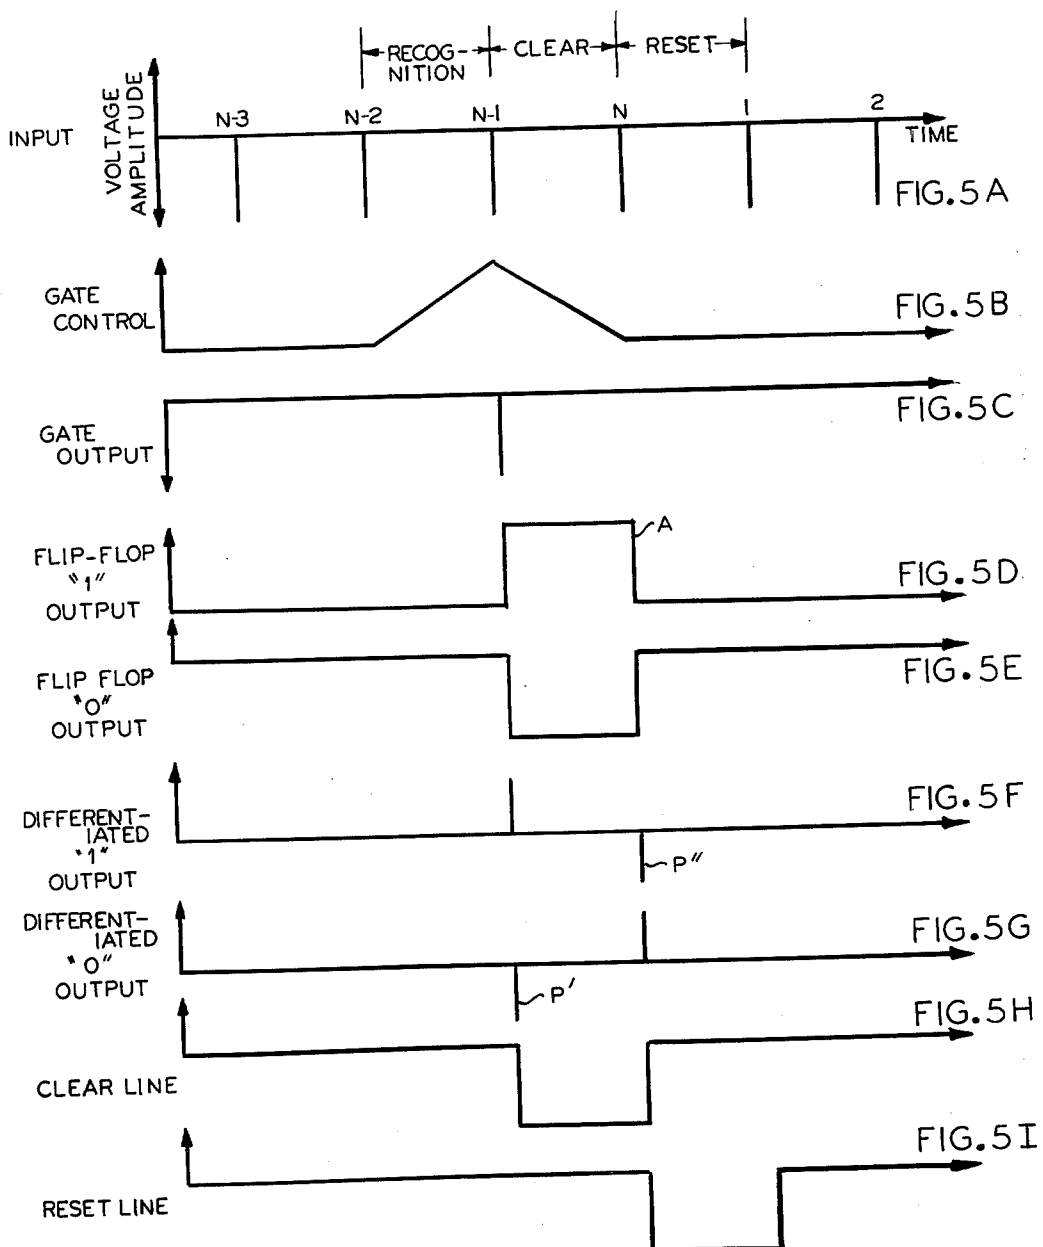 RECOG- CLEAR RESET
NITION
INPUT
VOLTAGE
AMPLITUDE
N-3 N-2 N-1 N 1 2
TIME
FIG.5A
GATE
CONTROL
FIG.5B
GATE
OUTPUT
FIG.5C
FLIP-FLOP
"1"
OUTPUT
A
FIG.5D
FLIP FLOP
"0"
OUTPUT
FIG.5E
DIFFERENT-
IATED
"1"
OUTPUT
P"
FIG.5F
DIFFERENT-
IATED
"0"
OUTPUT
P'
FIG.5G
CLEAR LINE
FIG.5H
RESET LINE
FIG.5I